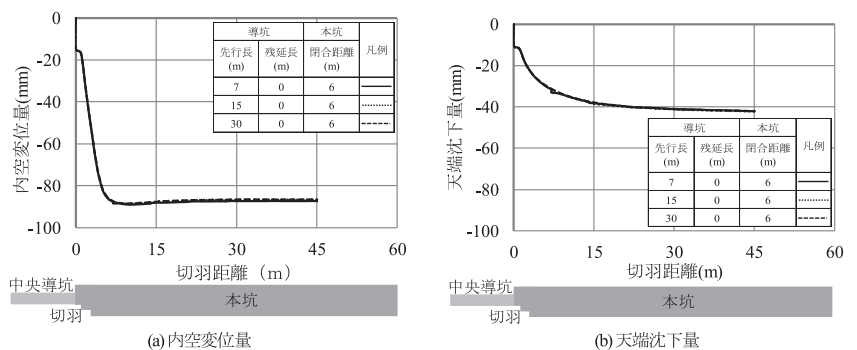 0
-20
-40
-60
-80
-100
内空変位量(mm)
0 15 30 45 60
切羽距離（m）
導坑 本坑 凡例
先行長(m) 残延長(m) 閉合距離(m)
7 0 6
15 0 6
30 0 6
中央導坑
切羽
本坑
(a) 内空変位量
0
-20
-40
-60
-80
-100
天端沈下量(mm)
0 15 30 45 60
切羽距離(m)
導坑 本坑 凡例
先行長(m) 残延長(m) 閉合距離(m)
7 0 6
15 0 6
30 0 6
中央導坑
切羽
本坑
(b) 天端沈下量